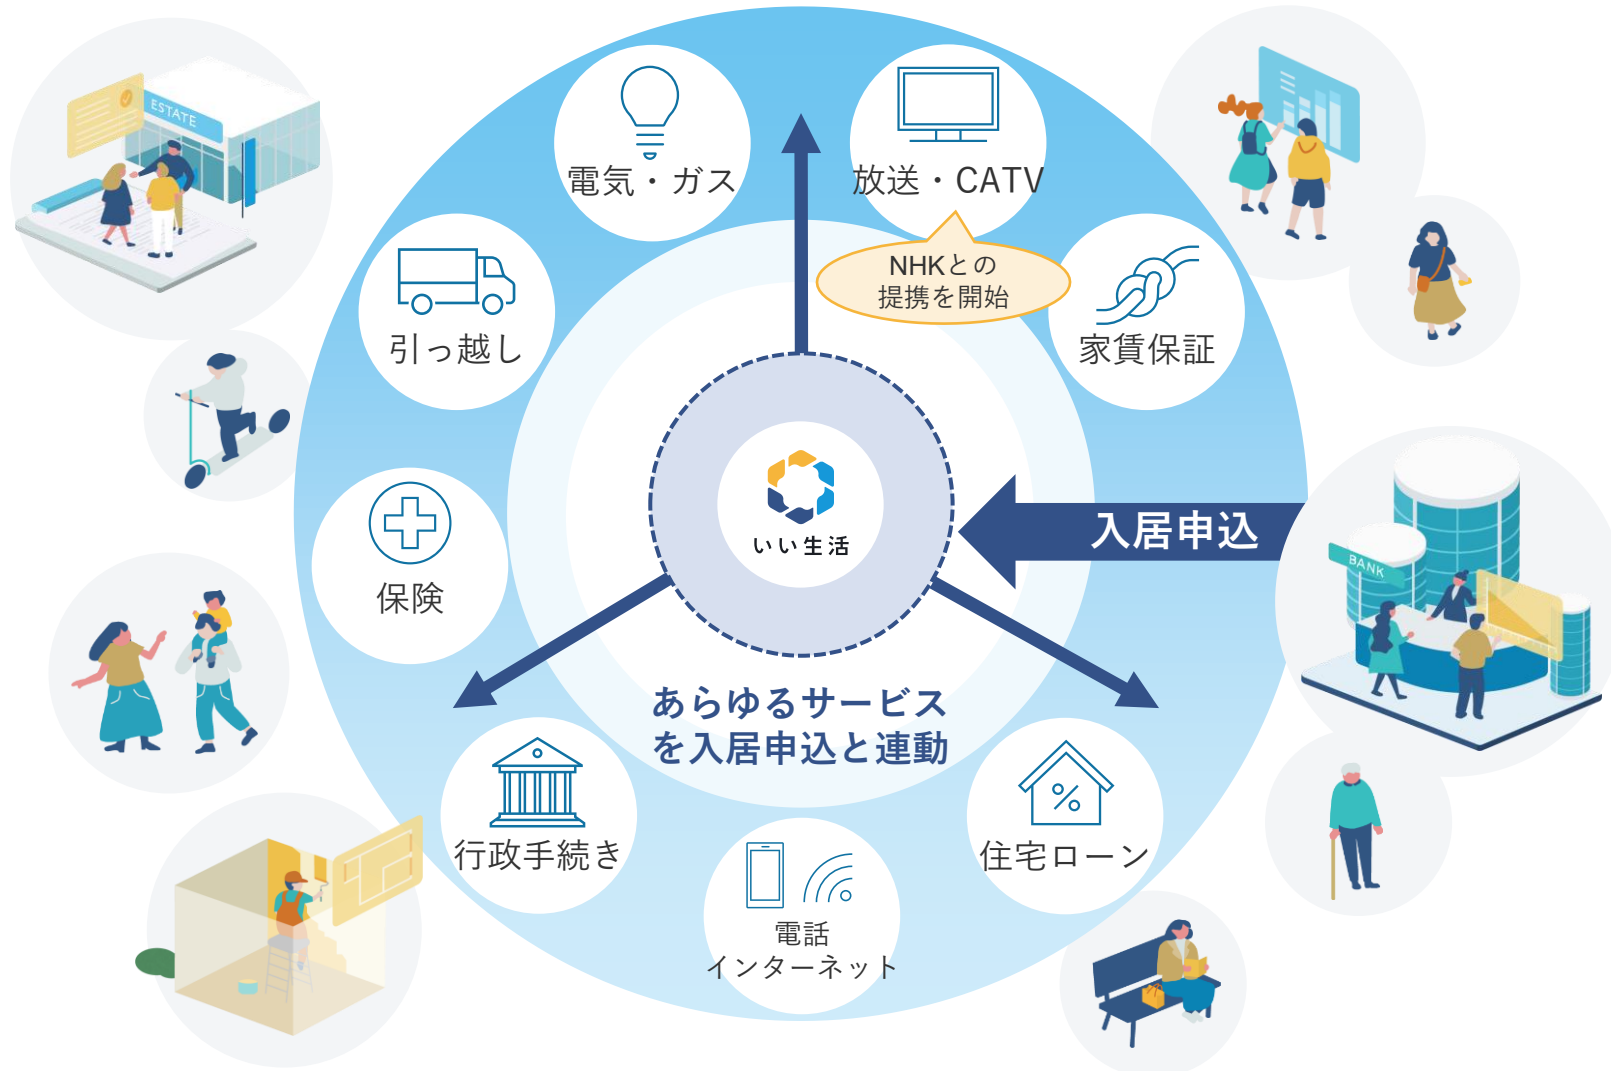 ESTATE
電気・ガス
放送・CATV
NHKとの
提携を開始
引っ越し
家賃保証
いい生活
入居申込
BANK
保険
あらゆるサービス
を入居申込と連動
行政手続き
住宅ローン
電話
インターネット